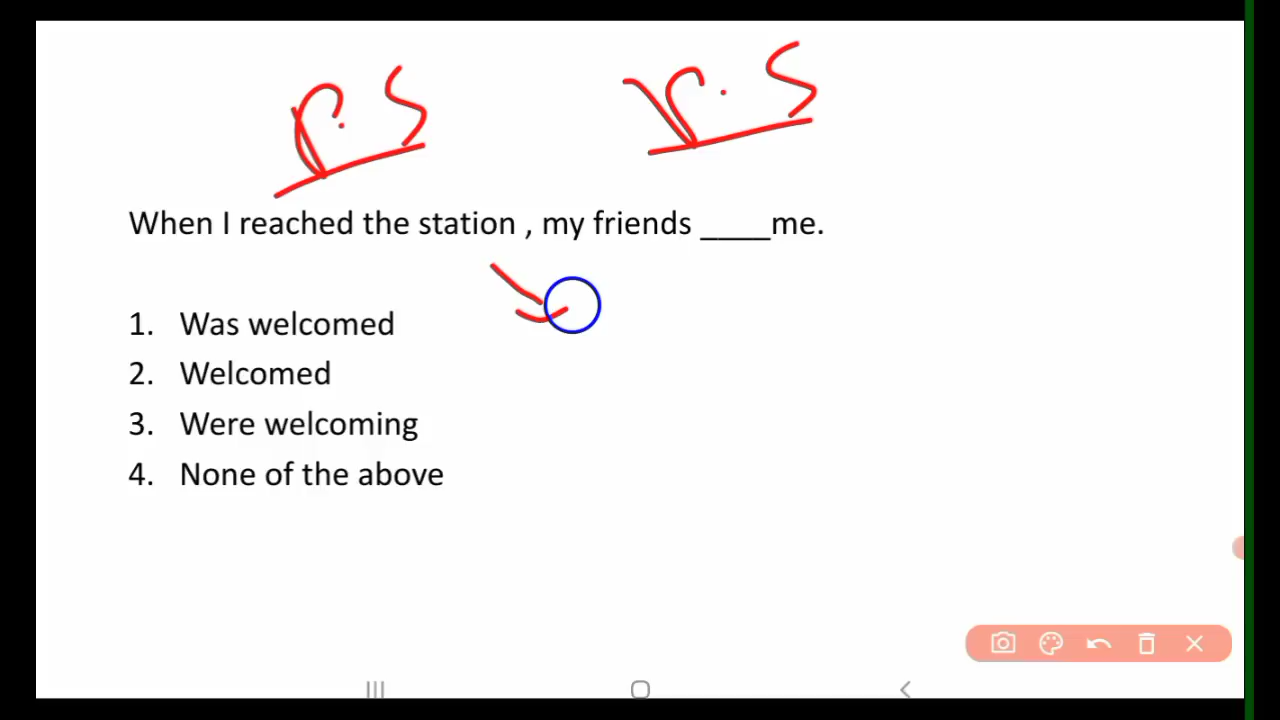 P.S P.S
When I reached the station , my friends ____me.
1. Was welcomed
2. Welcomed
3. Were welcoming
4. None of the above